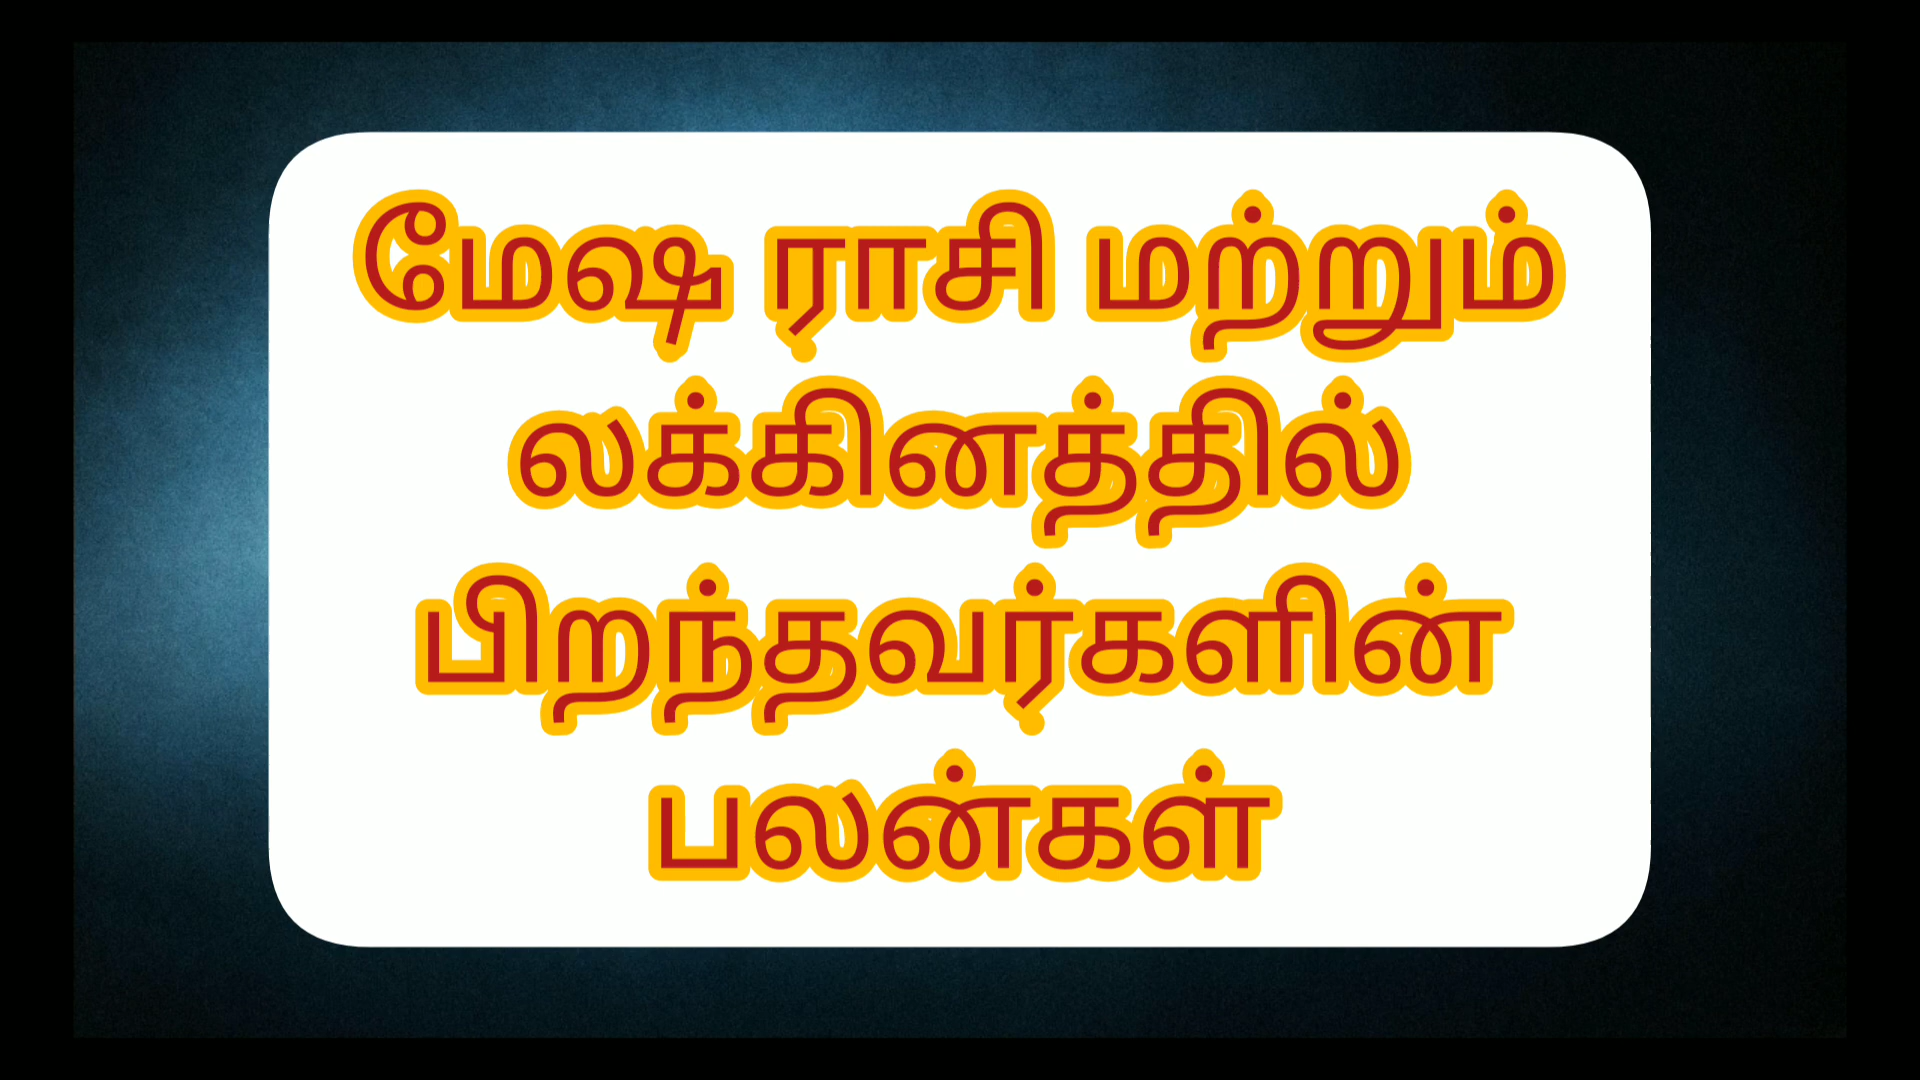 மேஷ ராசி மற்றும்
லக்கினத்தில்
பிறந்தவர்களின்
பலன்கள்